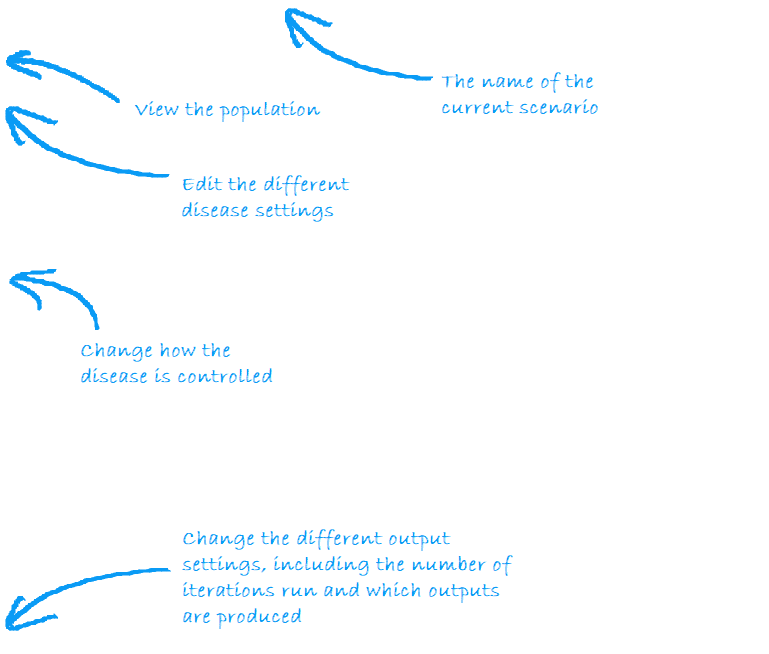 The name of the
current scenario
View the population
Edit the different
disease settings
Change how the
disease is controlled
Change the different output
settings, including the number of
iterations run and which outputs
are produced